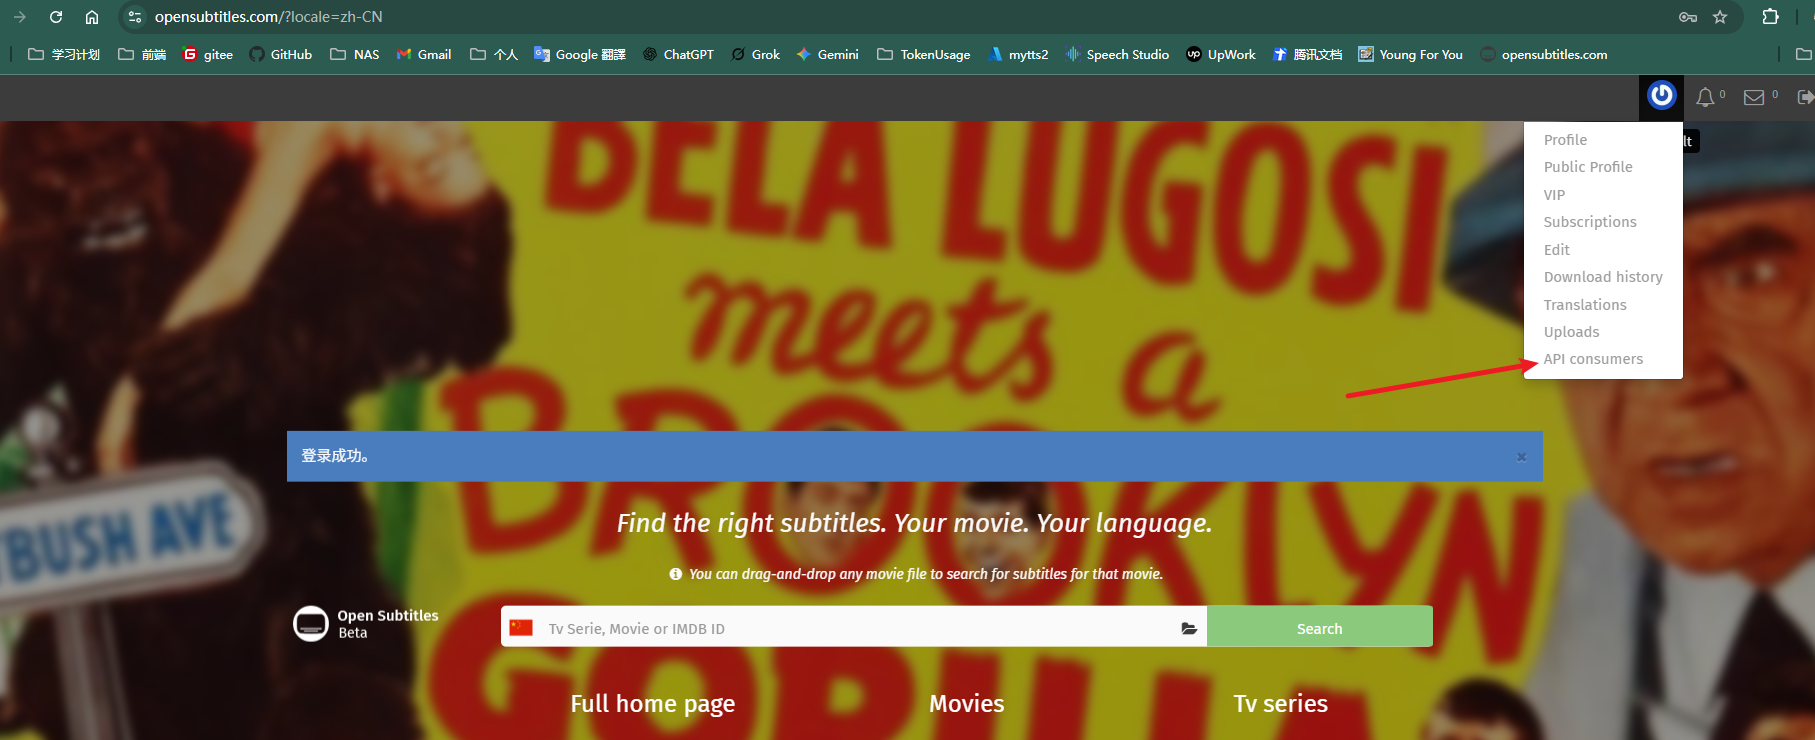 opensubtitles.com/?locale=zh-CN
学习计划 前端 gitee GitHub NAS Gmail 个人 Google 翻譯 ChatGPT Grok Gemini TokenUsage mytts2 Speech Studio UpWork 腾讯文档 Young For You opensubtitles.com
0 0
lt
Profile
Public Profile
VIP
Subscriptions
Edit
Download history
Translations
Uploads
API consumers
BELA LUGOSI
meets a
BROOKLYN
GORILLA
TBUSH AVE
登录成功。
Find the right subtitles. Your movie. Your language.
You can drag-and-drop any movie file to search for subtitles for that movie.
Open Subtitles
Beta
Tv Serie, Movie or IMDB ID
Search
Full home page Movies Tv series